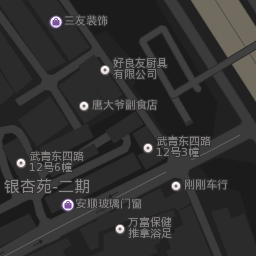 三友装饰
好良友厨具
有限公司
唐大爷副食店
武青东四路
12号3幢
武青东四路
12号6幢
银杏苑-二期
刚刚车行
安顺玻璃门窗
万富保健
推拿浴足